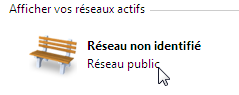 Afficher vos réseaux actifs
Réseau non identifié
Réseau public